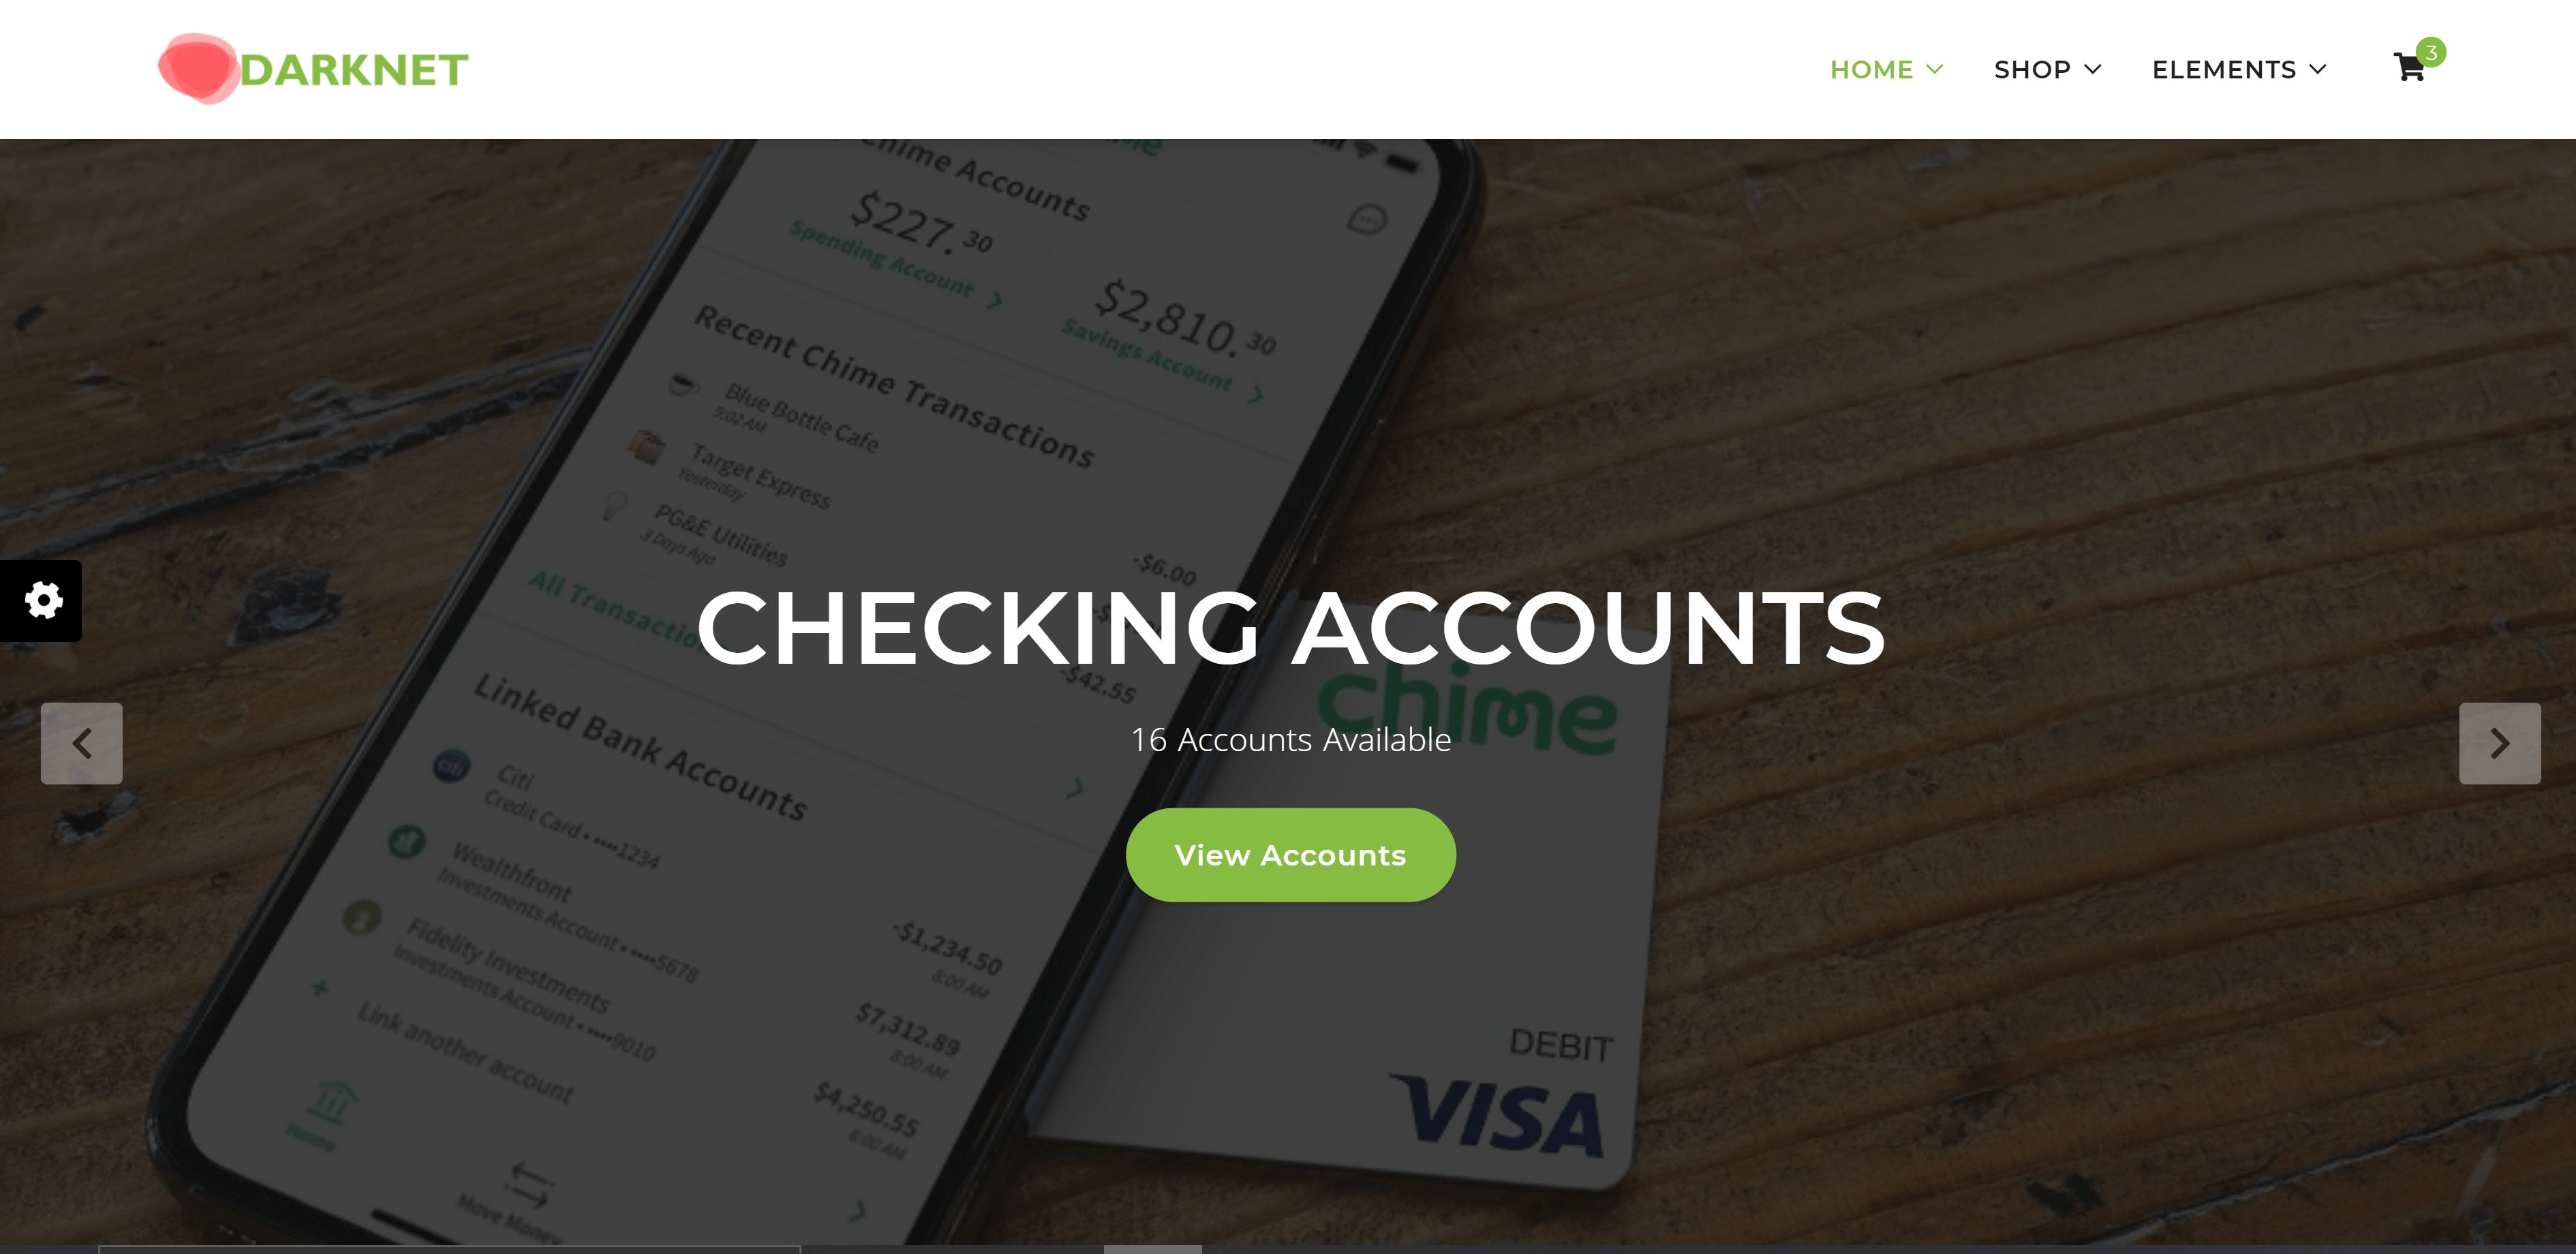 DARKNET
HOME
SHOP
ELEMENTS
3
Chime Accounts
$227.30
Spending Account
$2,810.30
Savings Account
Recent Chime Transactions
Blue Bottle Cafe
9:02 AM
-$6.00
Target Express
Yesterday
PG&E Utilities
3 Days Ago
-$42.55
All
CHECKING ACCOUNTS
chime
16 Accounts Available
View Accounts
Linked Bank Accounts
Citi
Credit Card • ••••1234
-$1,234.50
8:00 AM
Wealthfront
Investments Account • ••••5678
$7,312.89
8:00 AM
Fidelity Investments
Investments Account • ••••9010
$4,250.55
8:00 AM
Link another account
Home
Move Money
DEBIT
VISA